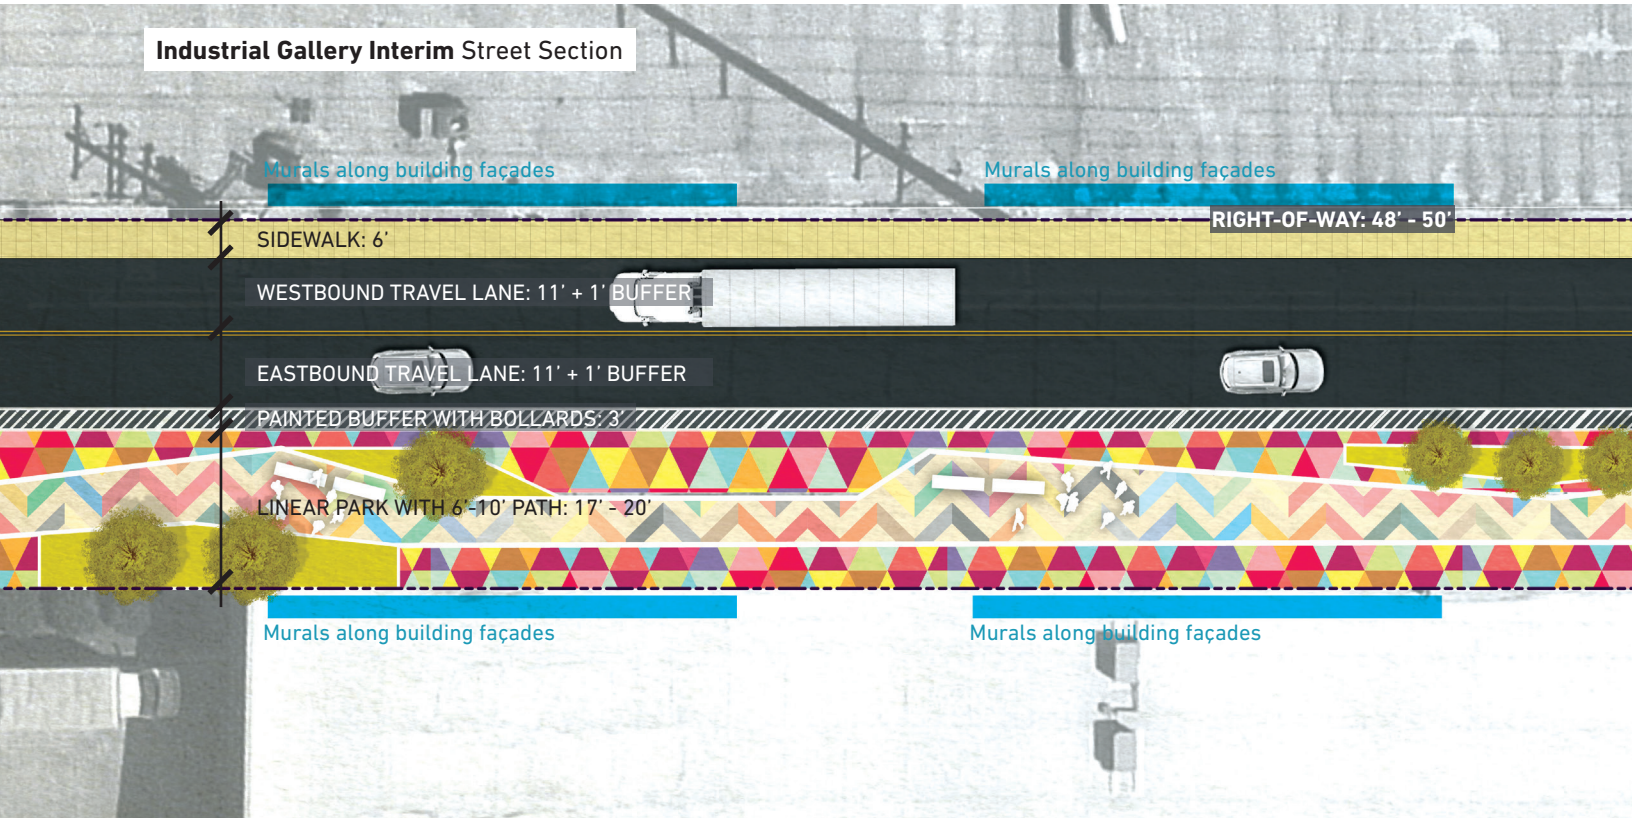 Industrial Gallery Interim Street Section
Murals along building façades
Murals along building façades
RIGHT-OF-WAY: 48’ - 50’
SIDEWALK: 6’
WESTBOUND TRAVEL LANE: 11’ + 1’ BUFFER
EASTBOUND TRAVEL LANE: 11’ + 1’ BUFFER
PAINTED BUFFER WITH BOLLARDS: 3’
LINEAR PARK WITH 6’-10’ PATH: 17’ - 20’
Murals along building façades
Murals along building façades